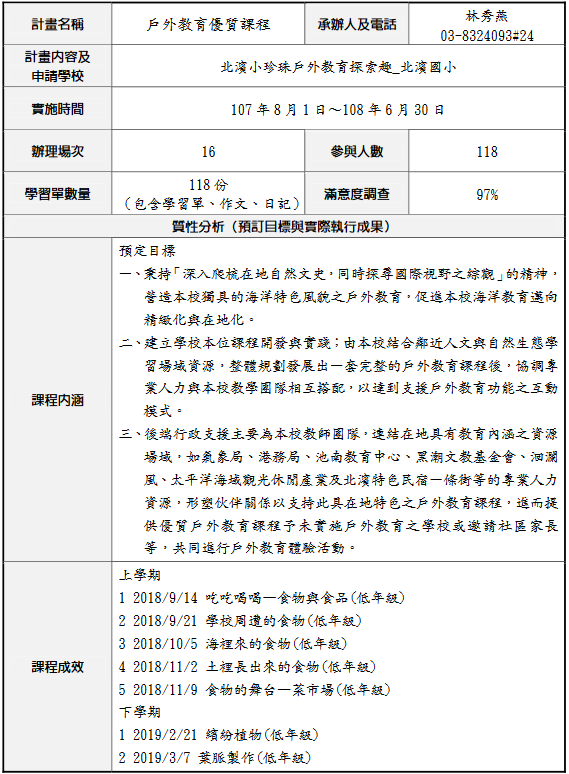 計畫名稱 戶外教育優質課程 承辦人及電話 林秀燕
03-8324093#24
計畫內容及
申請學校 北濱小珍珠戶外教育探索趣_北濱國小
實施時間 107 年 8 月 1 日～108 年 6 月 30 日
辦理場次 16 參與人數 118
學習單數量 118 份
（包含學習單、作文、日記） 滿意度調查 97%
質性分析（預訂目標與實際執行成果）
課程內涵
預定目標
一、秉持「深入爬梳在地自然文史，同時探尋國際視野之綜觀」的精神，
營造本校獨具的海洋特色風貌之戶外教育，促進本校海洋教育邁向
精緻化與在地化。
二、建立學校本位課程開發與實踐；由本校結合鄰近人文與自然生態學
習場域資源，整體規劃發展出一套完整的戶外教育課程後，協調專
業人力與本校教學團隊相互搭配，以達到支援戶外教育功能之互動
模式。
三、後端行政支援主要為本校教師團隊，連結在地具有教育內涵之資源
場域，如氣象局、港務局、池南教育中心、黑潮文教基金會、洄瀾
風、太平洋海域觀光休閒產業及北濱特色民宿一條街等的專業人力
資源，形塑伙伴關係以支持此具在地特色之戶外教育課程，進而提
供優質戶外教育課程予未實施戶外教育之學校或邀請社區家長
等，共同進行戶外教育體驗活動。
課程成效
上學期
1 2018/9/14 吃吃喝喝—食物與食品(低年級)
2 2018/9/21 學校周遭的食物(低年級)
3 2018/10/5 海裡來的食物(低年級)
4 2018/11/2 土裡長出來的食物(低年級)
5 2018/11/9 食物的舞台—菜市場(低年級)
下學期
1 2019/2/21 繽紛植物(低年級)
2 2019/3/7 葉脈製作(低年級)